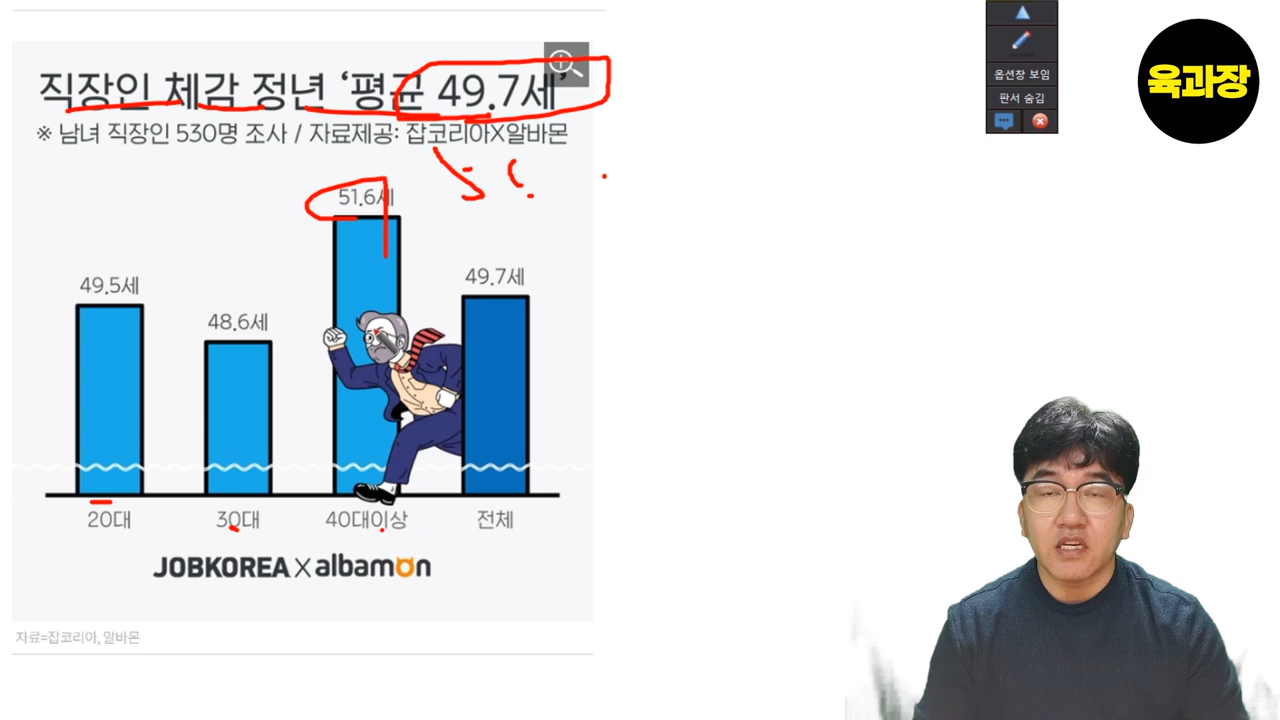 직장인 체감 정년 ‘평균 49.7세’
※ 남녀 직장인 530명 조사 / 자료제공: 잡코리아X알바몬
51.6세
49.5세
48.6세
49.7세
20대
30대
40대이상
전체
JOBKOREA X albamon
자료=잡코리아, 알바몬
옵션창 보임
판서 숨김
육과장